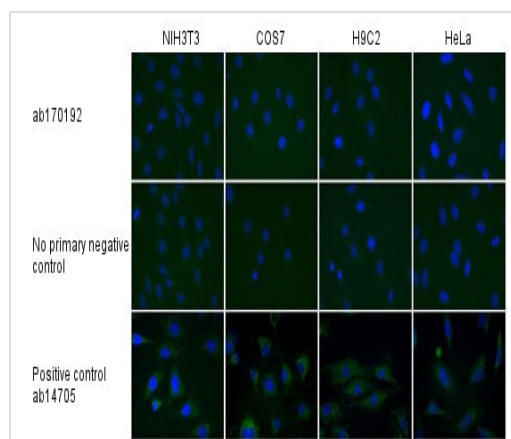 NIH3T3 COS7 H9C2 HeLa
ab170192
No primary negative
control
Positive control
ab14705